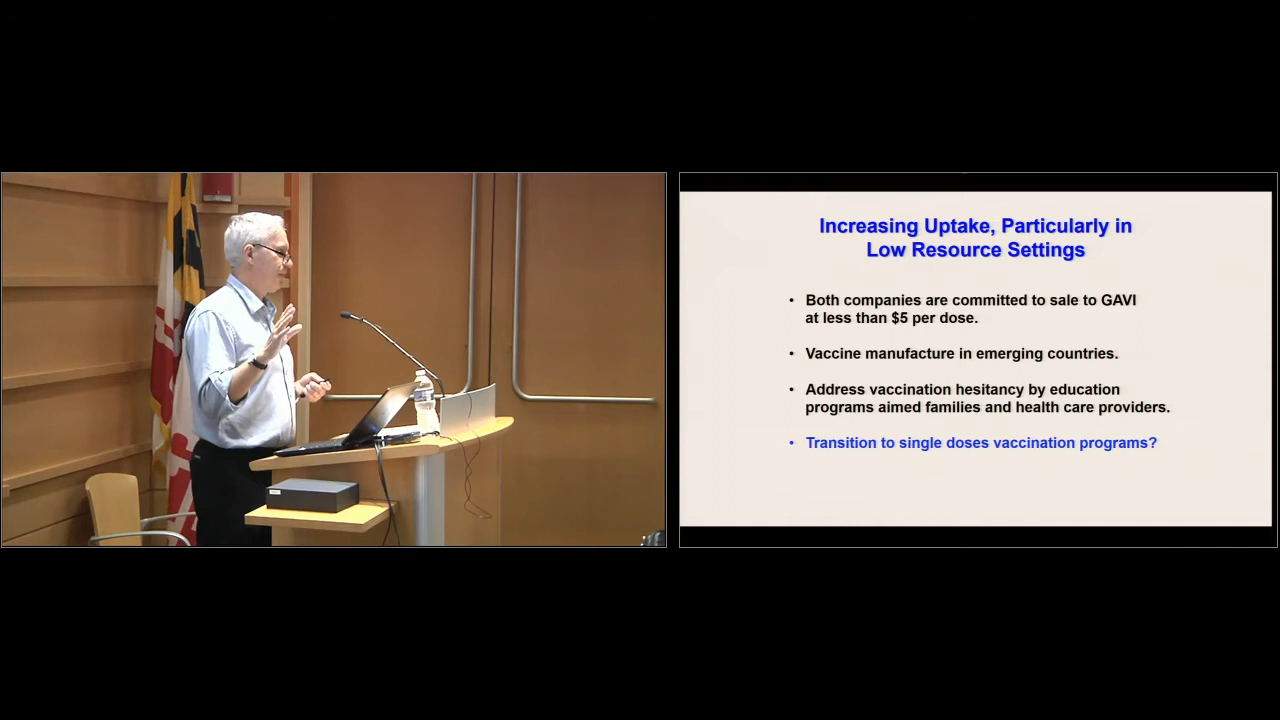 Increasing Uptake, Particularly in
Low Resource Settings
• Both companies are committed to sale to GAVI
at less than $5 per dose.
• Vaccine manufacture in emerging countries.
• Address vaccination hesitancy by education
programs aimed families and health care providers.
• Transition to single doses vaccination programs?